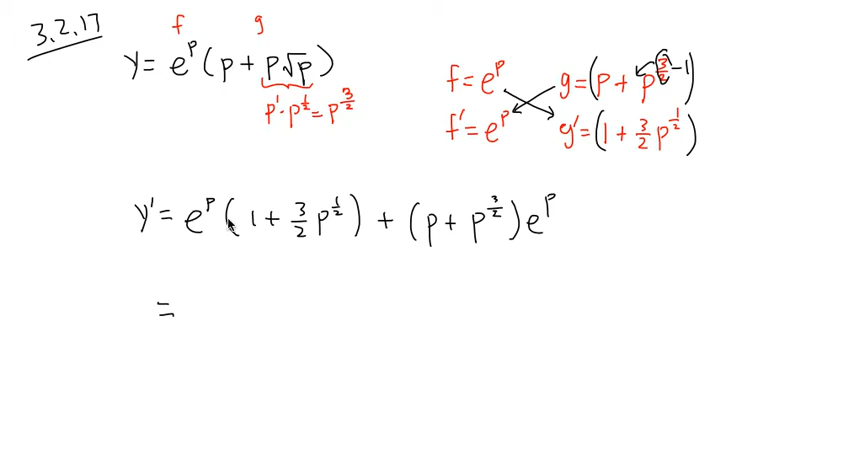 3.2.17
f g
y = e^p (p + p√p)
p^1 · p^{1/2} = p^{3/2}
f = e^p g = (p + p^{3/2 - 1})
f' = e^p g' = (1 + 3/2 p^{1/2})
y' = e^p (1 + 3/2 p^{1/2}) + (p + p^{3/2}) e^p
=